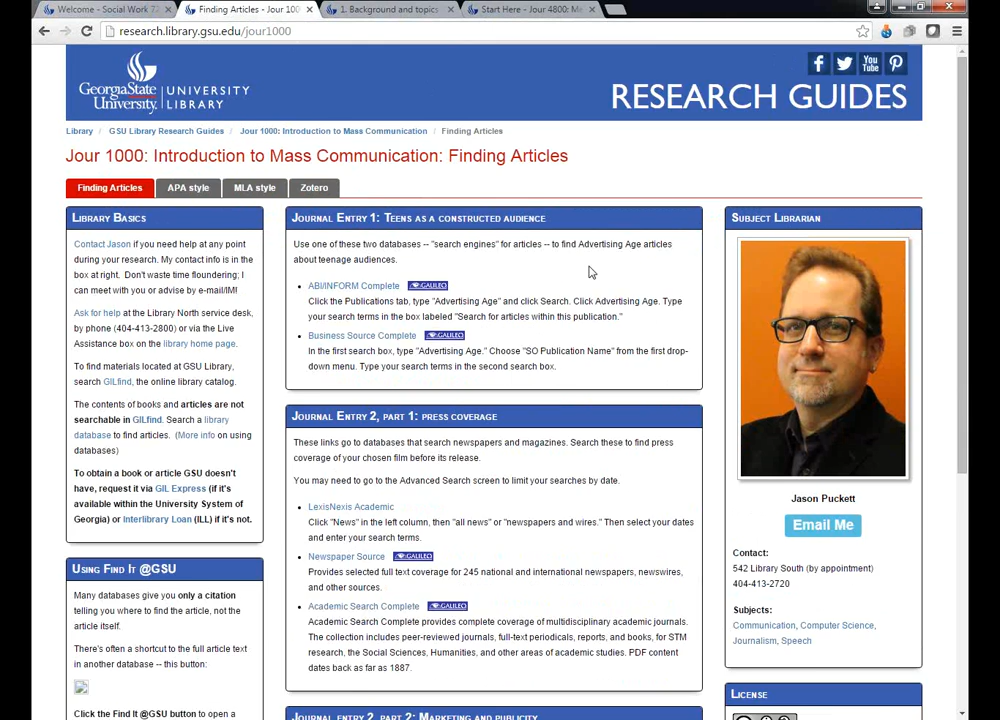 Welcome - Social Work 77
Finding Articles - Jour 100
1. Background and topics
Start Here - Jour 4800: Me
research.library.gsu.edu/jour1000
GeorgiaState University
UNIVERSITY LIBRARY
You Tube
RESEARCH GUIDES
Library / GSU Library Research Guides / Jour 1000: Introduction to Mass Communication / Finding Articles
Jour 1000: Introduction to Mass Communication: Finding Articles
Finding Articles
APA style
MLA style
Zotero
Library Basics
Contact Jason if you need help at any point
during your research. My contact info is in the
box at right. Don't waste time floundering; I
can meet with you or advise by e-mail/IM!
Ask for help at the Library North service desk,
by phone (404-413-2800) or via the Live
Assistance box on the library home page.
To find materials located at GSU Library,
search GILfind, the online library catalog.
The contents of books and articles are not
searchable in GILfind. Search a library
database to find articles. (More info on using
databases)
To obtain a book or article GSU doesn't
have, request it via GIL Express (if it's
available within the University System of
Georgia) or Interlibrary Loan (ILL) if it's not.
Using Find It @GSU
Many databases give you only a citation
telling you where to find the article, not the
article itself.
There's often a shortcut to the full article text
in another database -- this button:
Click the Find It @GSU button to open a
Journal Entry 1: Teens as a constructed audience
Use one of these two databases -- "search engines" for articles -- to find Advertising Age articles
about teenage audiences.
ABI/INFORM Complete GALILEO
Click the Publications tab, type "Advertising Age" and click Search. Click Advertising Age. Type
your search terms in the box labeled "Search for articles within this publication."
Business Source Complete GALILEO
In the first search box, type "Advertising Age." Choose "SO Publication Name" from the first drop-
down menu. Type your search terms in the second search box.
Journal Entry 2, part 1: press coverage
These links go to databases that search newspapers and magazines. Search these to find press
coverage of your chosen film before its release.
You may need to go to the Advanced Search screen to limit your searches by date.
LexisNexis Academic
Click "News" in the left column, then "all news" or "newspapers and wires." Then select your dates
and enter your search terms.
Newspaper Source GALILEO
Provides selected full text coverage for 245 national and international newspapers, newswires,
and other sources.
Academic Search Complete GALILEO
Academic Search Complete provides complete coverage of multidisciplinary academic journals.
The collection includes peer-reviewed journals, full-text periodicals, reports, and books, for STM
research, the Social Sciences, Humanities, and other areas of academic studies. PDF content
dates back as far as 1887.
Journal entry 2, part 2: Marketing and publicity
Subject Librarian
Jason Puckett
Email Me
Contact:
542 Library South (by appointment)
404-413-2720
Subjects:
Communication, Computer Science,
Journalism, Speech
License